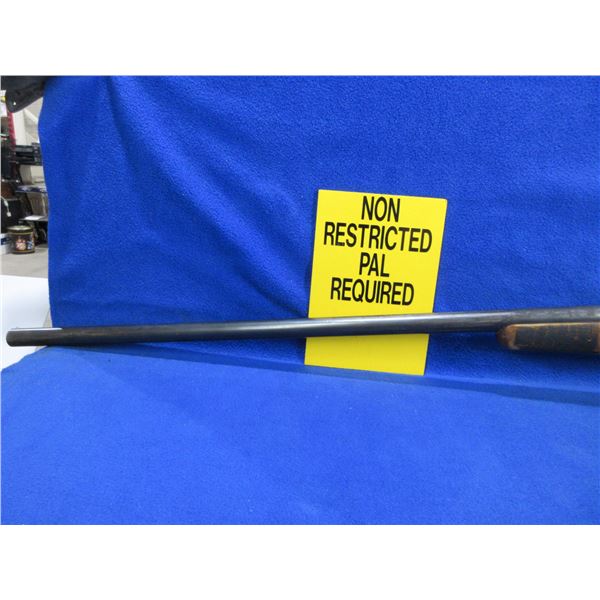 NON
RESTRICTED
PAL
REQUIRED